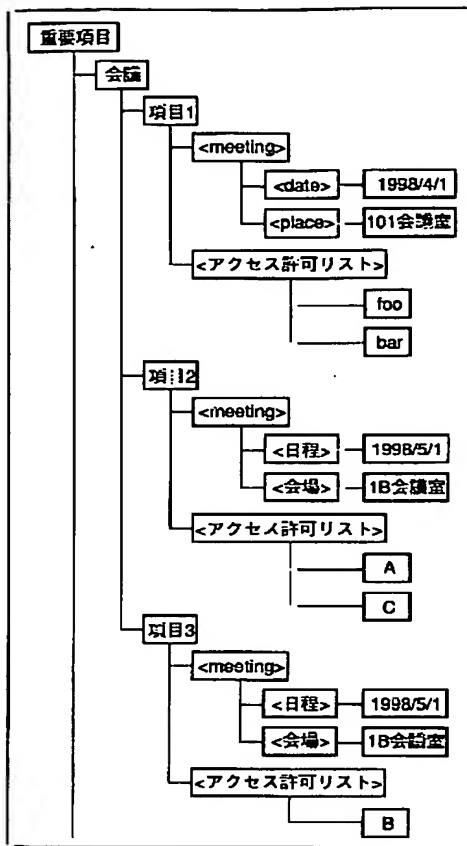 重要項目
会議
項目1
<meeting>
<date> 1998/4/1
<place> 101会議室
<アクセス許可リスト>
foo
bar
項目2
<meeting>
<日程> 1998/5/1
<会場> 1B会議室
<アクセス許可リスト>
A
C
項目3
<meeting>
<日程> 1998/5/1
<会場> 1B会議室
<アクセス許可リスト>
B